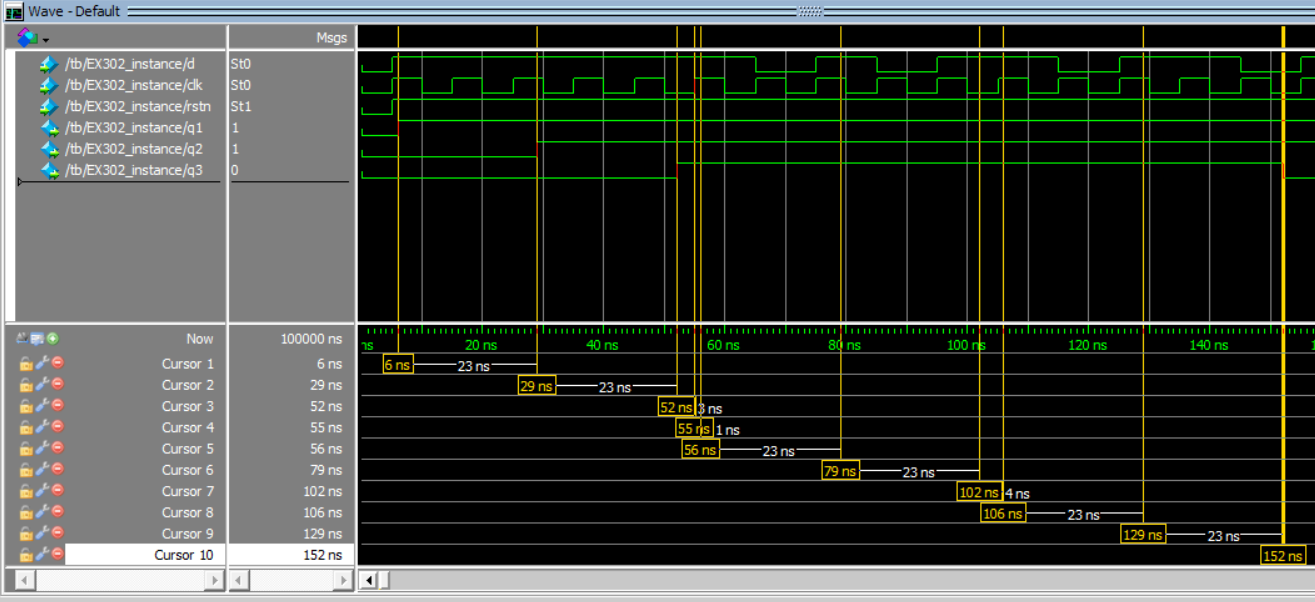 Wave - Default
Msgs
/tb/EX302_instance/d St0
/tb/EX302_instance/clk St0
/tb/EX302_instance/rstn St1
/tb/EX302_instance/q1 1
/tb/EX302_instance/q2 1
/tb/EX302_instance/q3 0
Now 100000 ns ns 20 ns 40 ns 60 ns 80 ns 100 ns 120 ns 140 ns 1
Cursor 1 6 ns 6 ns 23 ns
Cursor 2 29 ns 29 ns 23 ns
Cursor 3 52 ns 52 ns 3 ns
Cursor 4 55 ns 55 ns 1 ns
Cursor 5 56 ns 56 ns 23 ns
Cursor 6 79 ns 79 ns 23 ns
Cursor 7 102 ns 102 ns 4 ns
Cursor 8 106 ns 106 ns 23 ns
Cursor 9 129 ns 129 ns 23 ns
Cursor 10 152 ns 152 ns